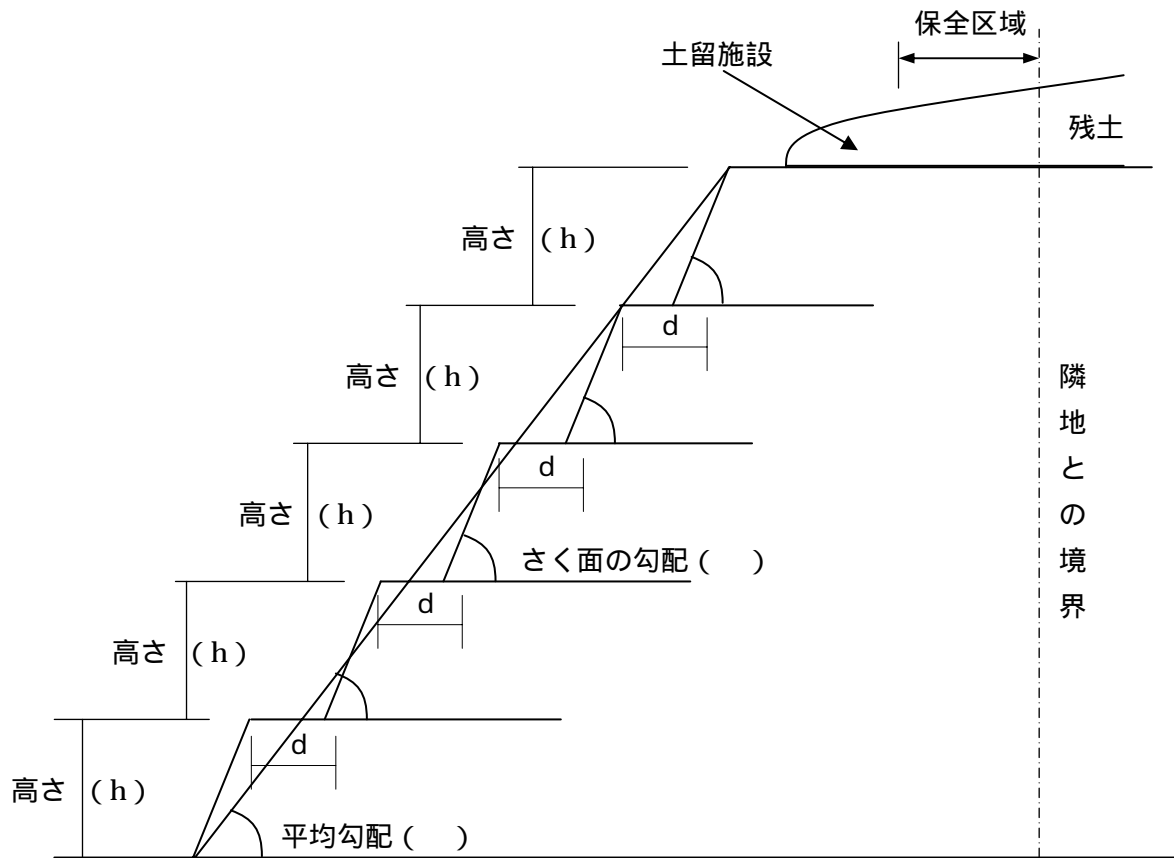 保全区域
土留施設
残土
高さ (h)
d
高さ (h)
d
隣地との境界
高さ (h)
さく面の勾配 ( )
d
高さ (h)
d
高さ (h)
平均勾配 ( )